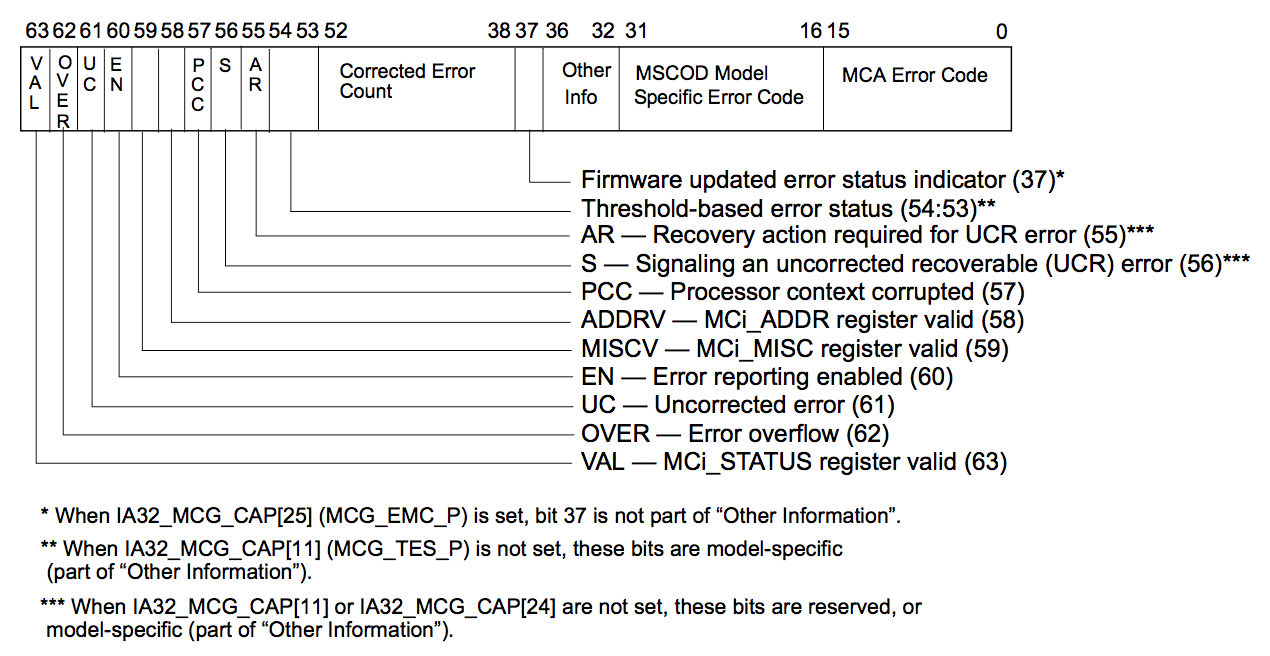 63 62 61 60 59 58 57 56 55 54 53 52 38 37 36 32 31 16 15 0
VAL
OVER
UC
EN
PCC
S
AR
Corrected Error
Count
Other
Info
MSCOD Model
Specific Error Code
MCA Error Code
Firmware updated error status indicator (37)*
Threshold-based error status (54:53)**
AR — Recovery action required for UCR error (55)***
S — Signaling an uncorrected recoverable (UCR) error (56)***
PCC — Processor context corrupted (57)
ADDRV — MCi_ADDR register valid (58)
MISCV — MCi_MISC register valid (59)
EN — Error reporting enabled (60)
UC — Uncorrected error (61)
OVER — Error overflow (62)
VAL — MCi_STATUS register valid (63)
* When IA32_MCG_CAP[25] (MCG_EMC_P) is set, bit 37 is not part of “Other Information”.
** When IA32_MCG_CAP[11] (MCG_TES_P) is not set, these bits are model-specific
(part of “Other Information”).
*** When IA32_MCG_CAP[11] or IA32_MCG_CAP[24] are not set, these bits are reserved, or
model-specific (part of “Other Information”).